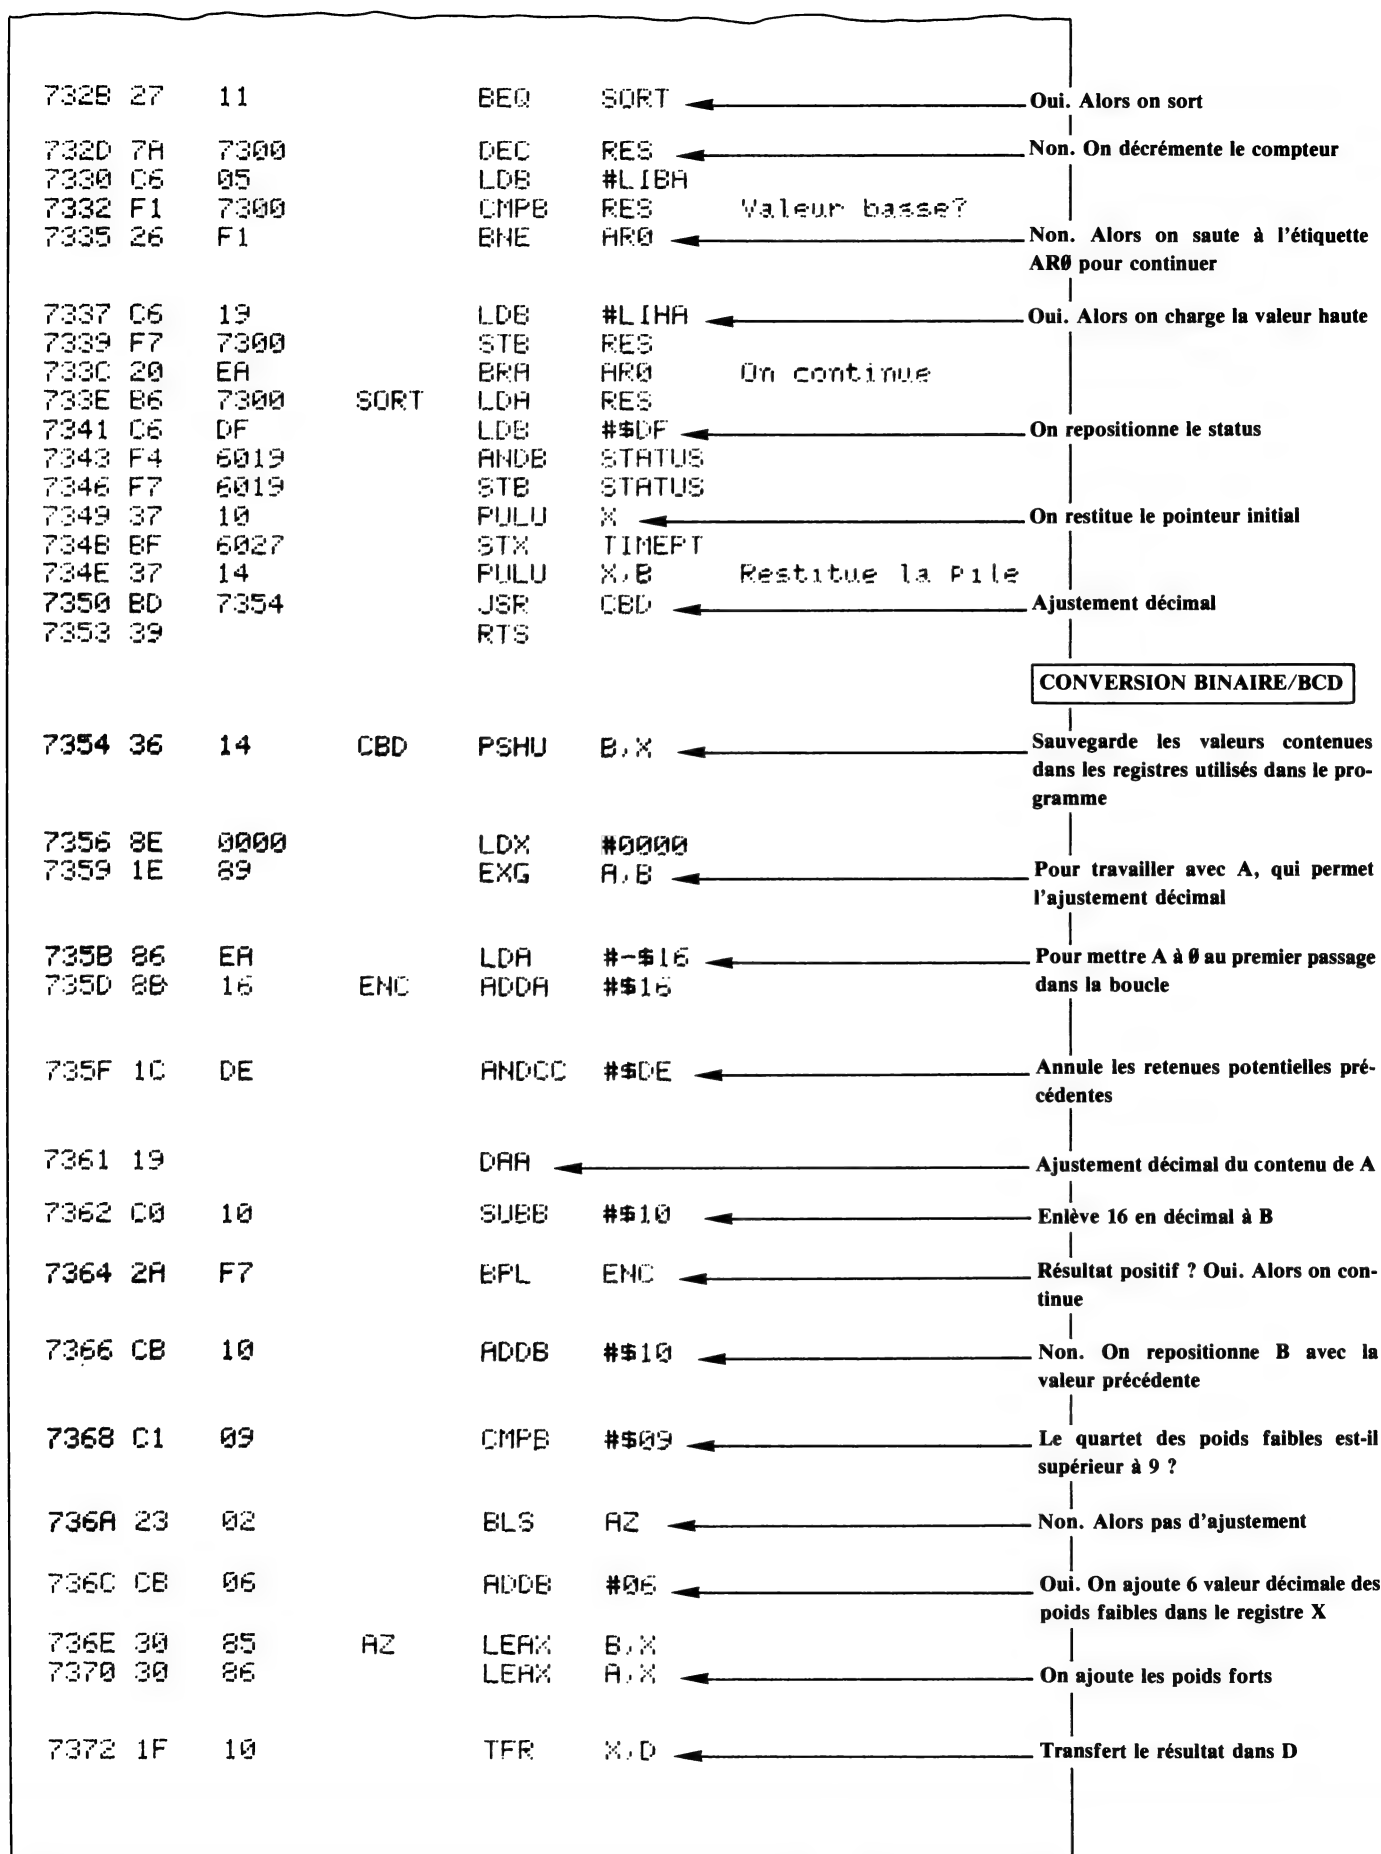 732B 27 11 BEQ SORT Oui. Alors on sort
732D 7A 7300 DEC RES Non. On décrémente le compteur
7330 C6 05 LDB #LIBA
7332 F1 7300 CMPB RES Valeur basse?
7335 26 F1 BNE AR0 Non. Alors on saute à l'étiquette
AR0 pour continuer
7337 C6 19 LDB #LIHA Oui. Alors on charge la valeur haute
7339 F7 7300 STB RES
733C 20 EA BRA AR0 On continue
733E B6 7300 SORT LDA RES
7341 C6 DF LDB #$DF On repositionne le status
7343 F4 6019 ANDB STATUS
7346 F7 6019 STB STATUS
7349 37 10 PULU X On restitue le pointeur initial
734B BF 6027 STX TIMEPT
734E 37 14 PULU X,B Restitue la pile
7350 BD 7354 JSR CBD Ajustement décimal
7353 39 RTS
CONVERSION BINAIRE/BCD
7354 36 14 CBD PSHU B,X Sauvegarde les valeurs contenues
dans les registres utilisés dans le pro-
gramme
7356 8E 0000 LDX #0000
7359 1E 89 EXG A,B Pour travailler avec A, qui permet
l'ajustement décimal
735B 86 EA LDA #-$16 Pour mettre A à 0 au premier passage
735D 8B 16 ENC ADDA #$16 dans la boucle
735F 1C DE ANDCC #$DE Annule les retenues potentielles pré-
cédentes
7361 19 DAA Ajustement décimal du contenu de A
7362 C0 10 SUBB #$10 Enlève 16 en décimal à B
7364 2A F7 BPL ENC Résultat positif ? Oui. Alors on con-
tinue
7366 CB 10 ADDB #$10 Non. On repositionne B avec la
valeur précédente
7368 C1 09 CMPB #$09 Le quartet des poids faibles est-il
supérieur à 9 ?
736A 23 02 BLS AZ Non. Alors pas d'ajustement
736C CB 06 ADDB #06 Oui. On ajoute 6 valeur décimale des
poids faibles dans le registre X
736E 30 85 AZ LEAX B,X
7370 30 86 LEAX A,X On ajoute les poids forts
7372 1F 10 TFR X,D Transfert le résultat dans D